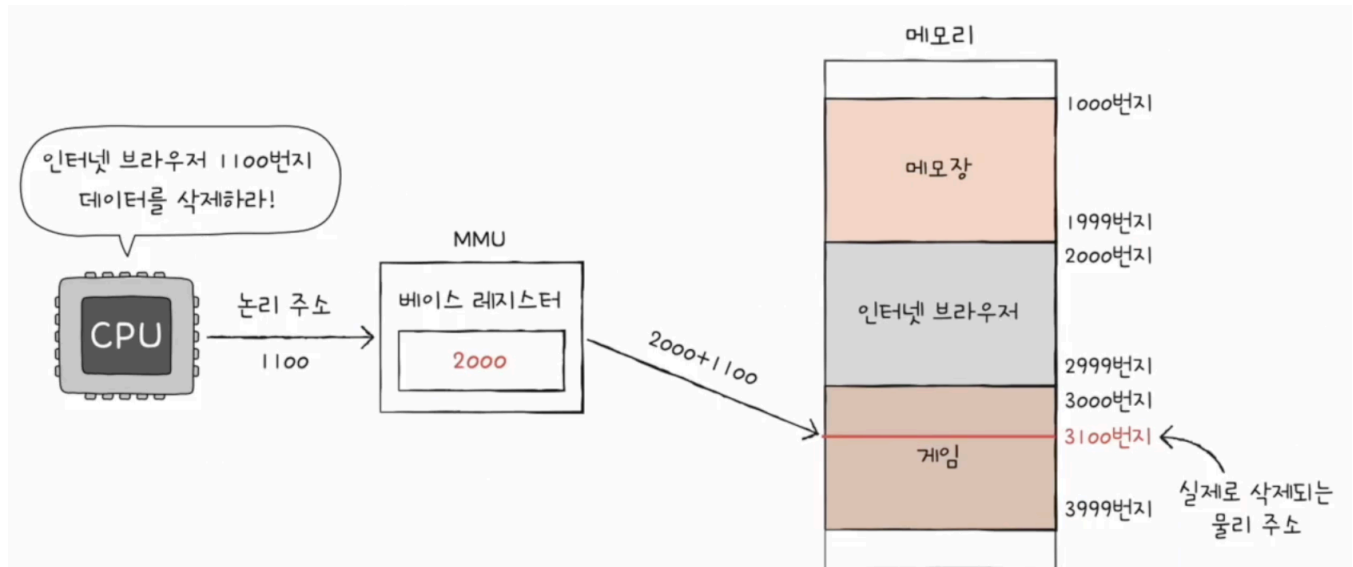 메모리
1000번지
메모장
1999번지
2000번지
인터넷 브라우저 1100번지
데이터를 삭제하라!
CPU
논리 주소
1100
MMU
베이스 레지스터
2000
2000+1100
인터넷 브라우저
2999번지
3000번지
3100번지
게임
3999번지
실제로 삭제되는
물리 주소